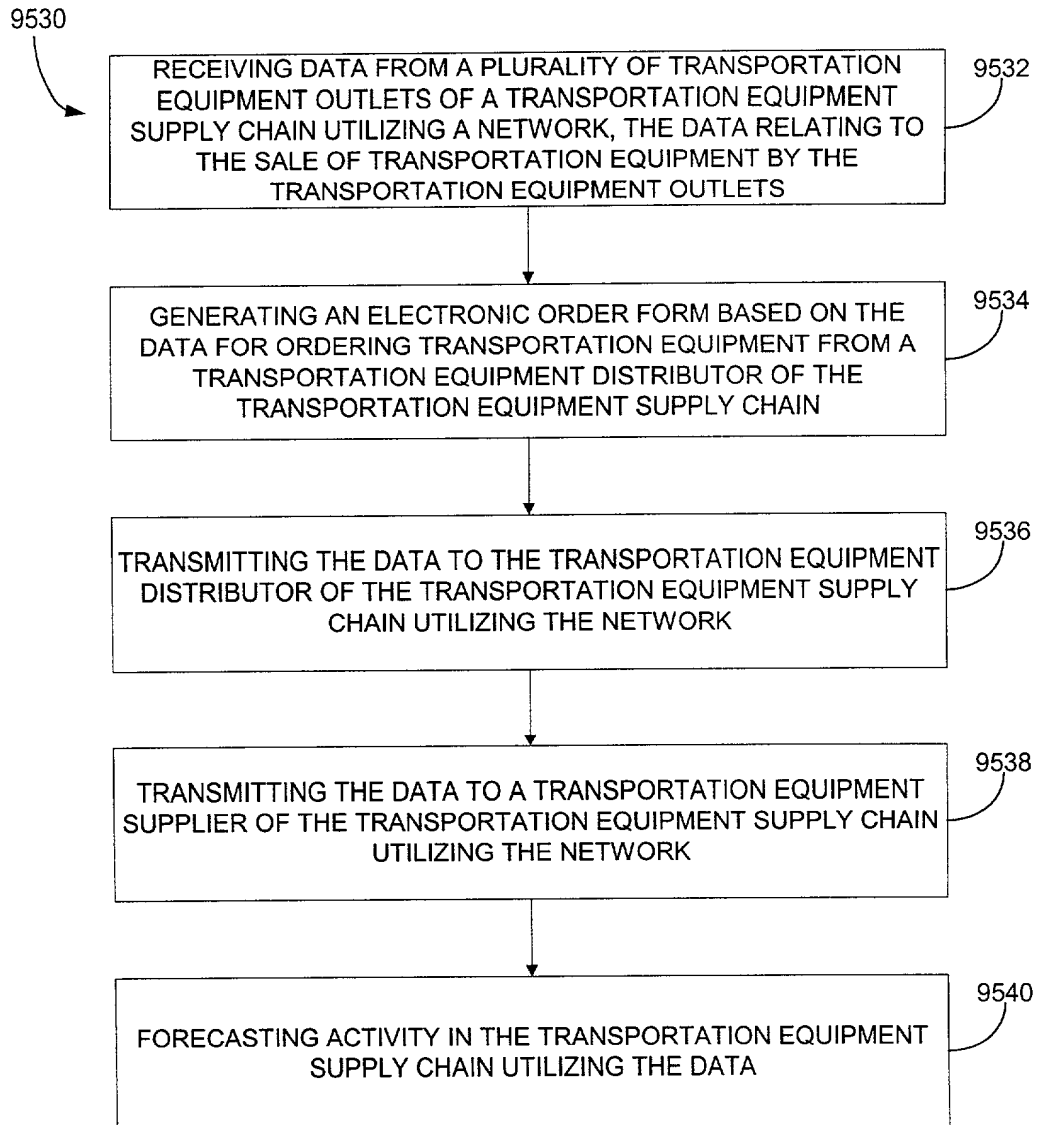 9530
RECEIVING DATA FROM A PLURALITY OF TRANSPORTATION
EQUIPMENT OUTLETS OF A TRANSPORTATION EQUIPMENT
SUPPLY CHAIN UTILIZING A NETWORK, THE DATA RELATING TO
THE SALE OF TRANSPORTATION EQUIPMENT BY THE
TRANSPORTATION EQUIPMENT OUTLETS
9532
GENERATING AN ELECTRONIC ORDER FORM BASED ON THE
DATA FOR ORDERING TRANSPORTATION EQUIPMENT FROM A
TRANSPORTATION EQUIPMENT DISTRIBUTOR OF THE
TRANSPORTATION EQUIPMENT SUPPLY CHAIN
9534
TRANSMITTING THE DATA TO THE TRANSPORTATION EQUIPMENT
DISTRIBUTOR OF THE TRANSPORTATION EQUIPMENT SUPPLY
CHAIN UTILIZING THE NETWORK
9536
TRANSMITTING THE DATA TO A TRANSPORTATION EQUIPMENT
SUPPLIER OF THE TRANSPORTATION EQUIPMENT SUPPLY CHAIN
UTILIZING THE NETWORK
9538
FORECASTING ACTIVITY IN THE TRANSPORTATION EQUIPMENT
SUPPLY CHAIN UTILIZING THE DATA
9540